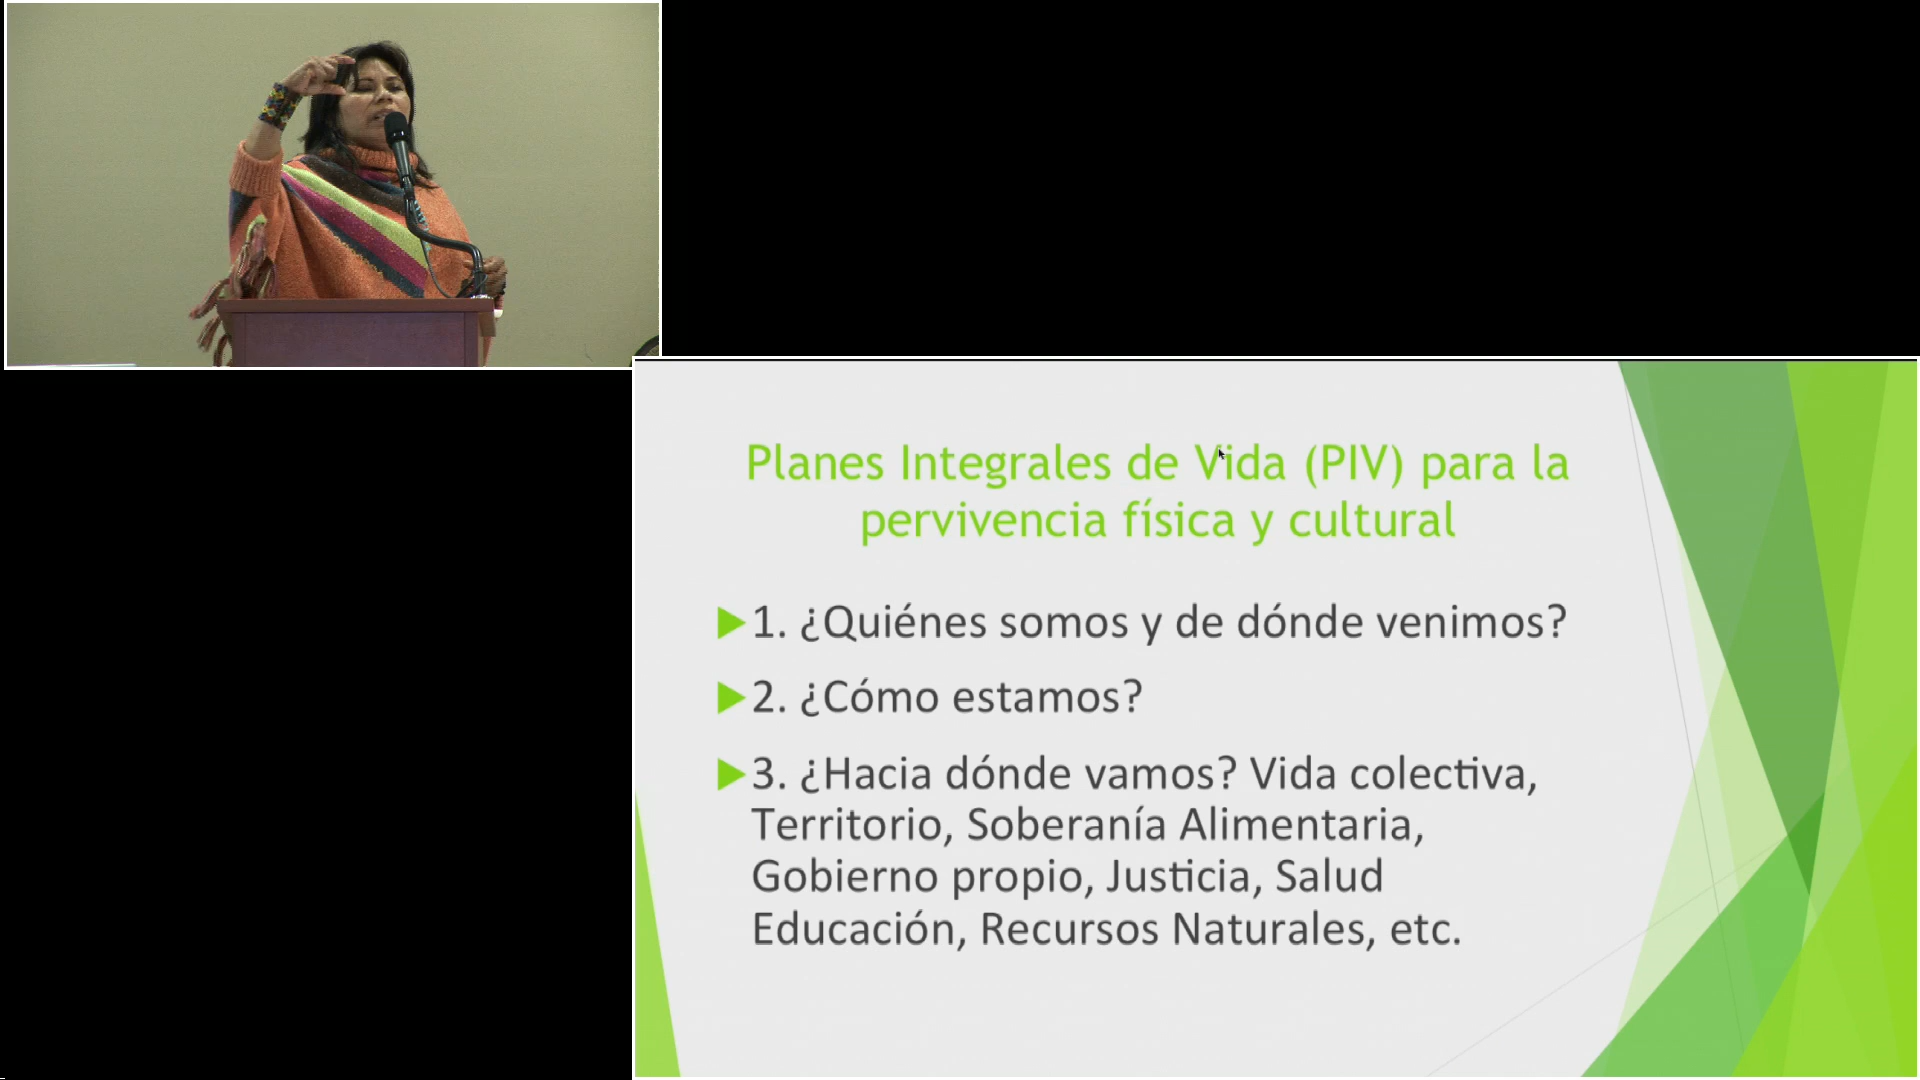 Planes Integrales de Vida (PIV) para la
pervivencia física y cultural
1. ¿Quiénes somos y de dónde venimos?
2. ¿Cómo estamos?
3. ¿Hacia dónde vamos? Vida colectiva,
Territorio, Soberanía Alimentaria,
Gobierno propio, Justicia, Salud
Educación, Recursos Naturales, etc.